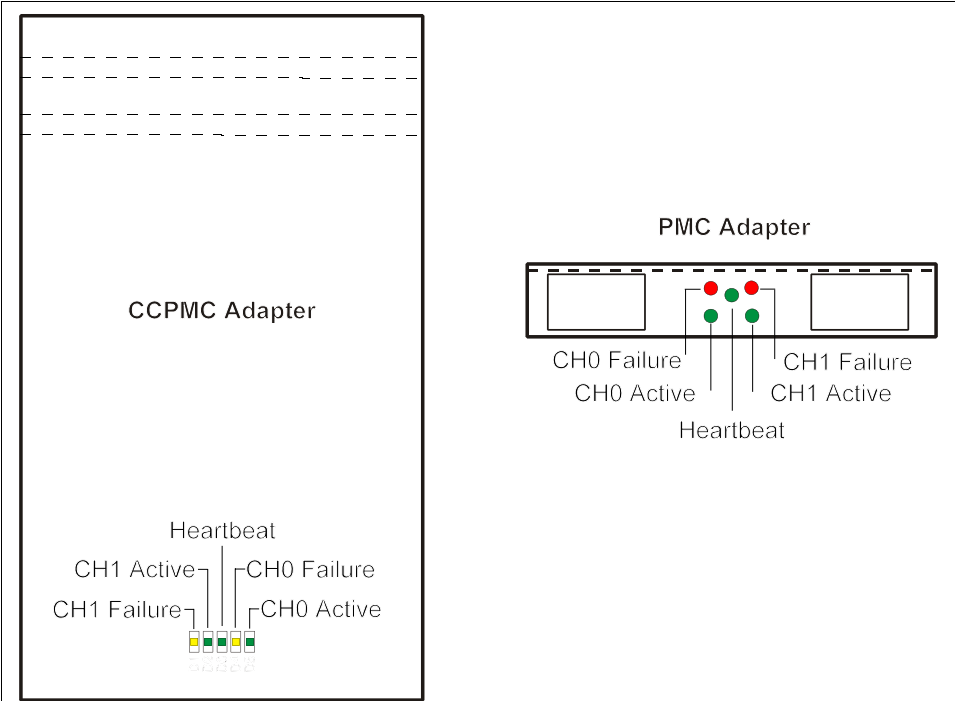 PMC Adapter
CCPMC Adapter
CH0 Failure
CH1 Failure
CH0 Active
CH1 Active
Heartbeat
Heartbeat
CH1 Active
CH0 Failure
CH1 Failure
CH0 Active